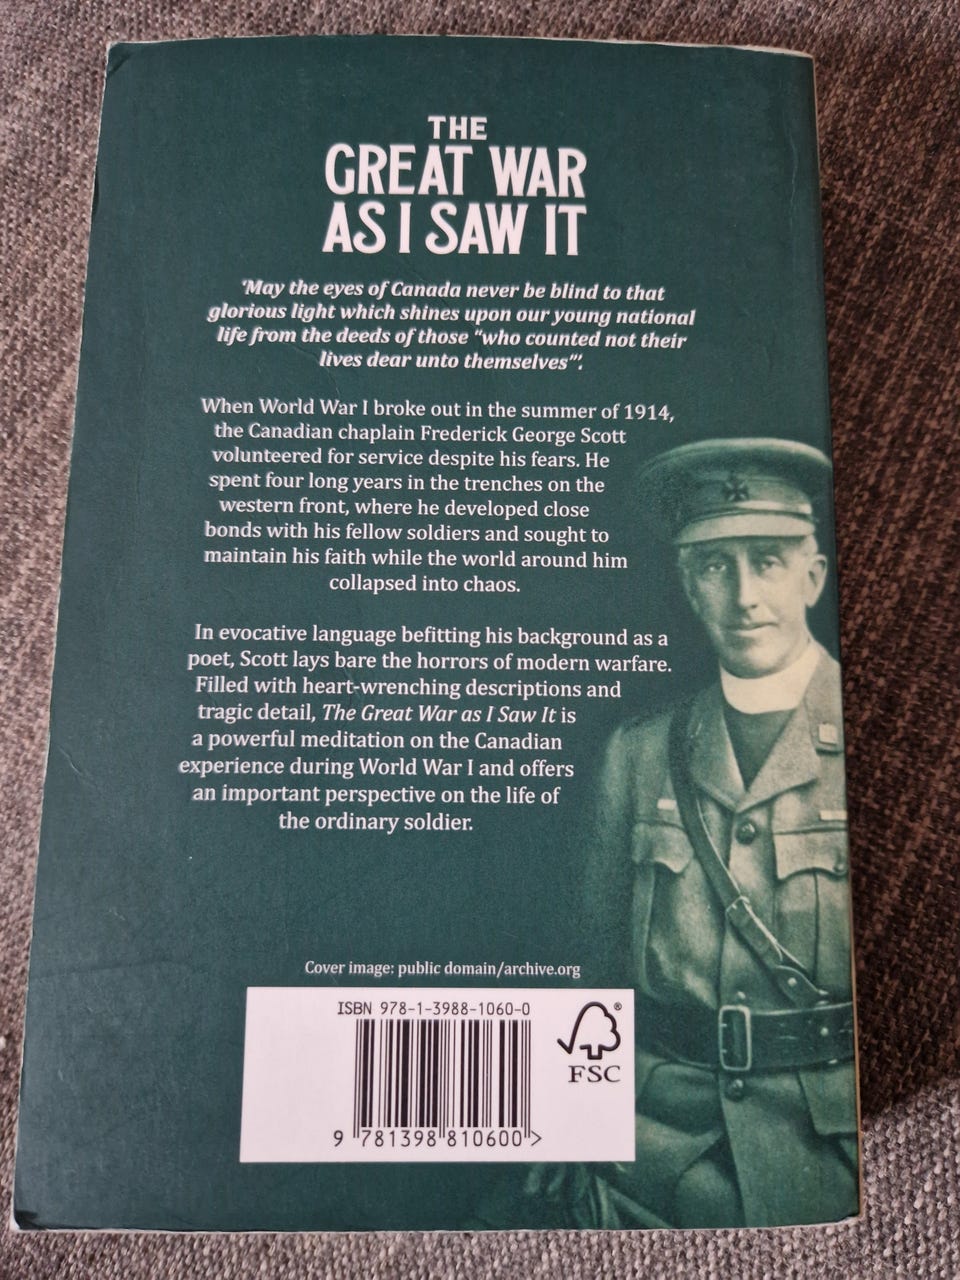 THE
GREAT WAR
AS I SAW IT
‘May the eyes of Canada never be blind to that
glorious light which shines upon our young national
life from the deeds of those “who counted not their
lives dear unto themselves”’.
When World War I broke out in the summer of 1914,
the Canadian chaplain Frederick George Scott
volunteered for service despite his fears. He
spent four long years in the trenches on the
western front, where he developed close
bonds with his fellow soldiers and sought to
maintain his faith while the world around him
collapsed into chaos.
In evocative language befitting his background as a
poet, Scott lays bare the horrors of modern warfare.
Filled with heart-wrenching descriptions and
tragic detail, The Great War as I Saw It is
a powerful meditation on the Canadian
experience during World War I and offers
an important perspective on the life of
the ordinary soldier.
Cover image: public domain/archive.org
ISBN 978-1-3988-1060-0
®
FSC
9 781398 810600 >